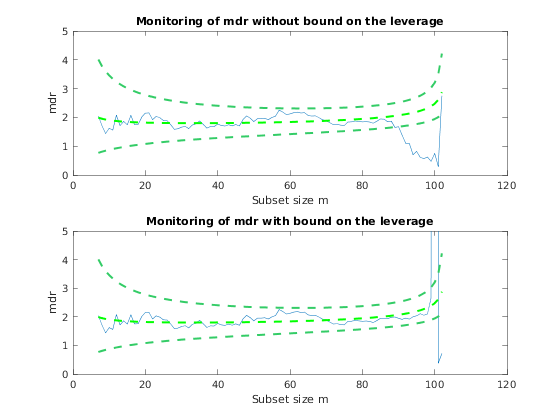 Monitoring of mdr without bound on the leverage
5
4
3
2
1
0
mdr
0 20 40 60 80 100 120
Subset size m
Monitoring of mdr with bound on the leverage
5
4
3
2
1
0
mdr
0 20 40 60 80 100 120
Subset size m